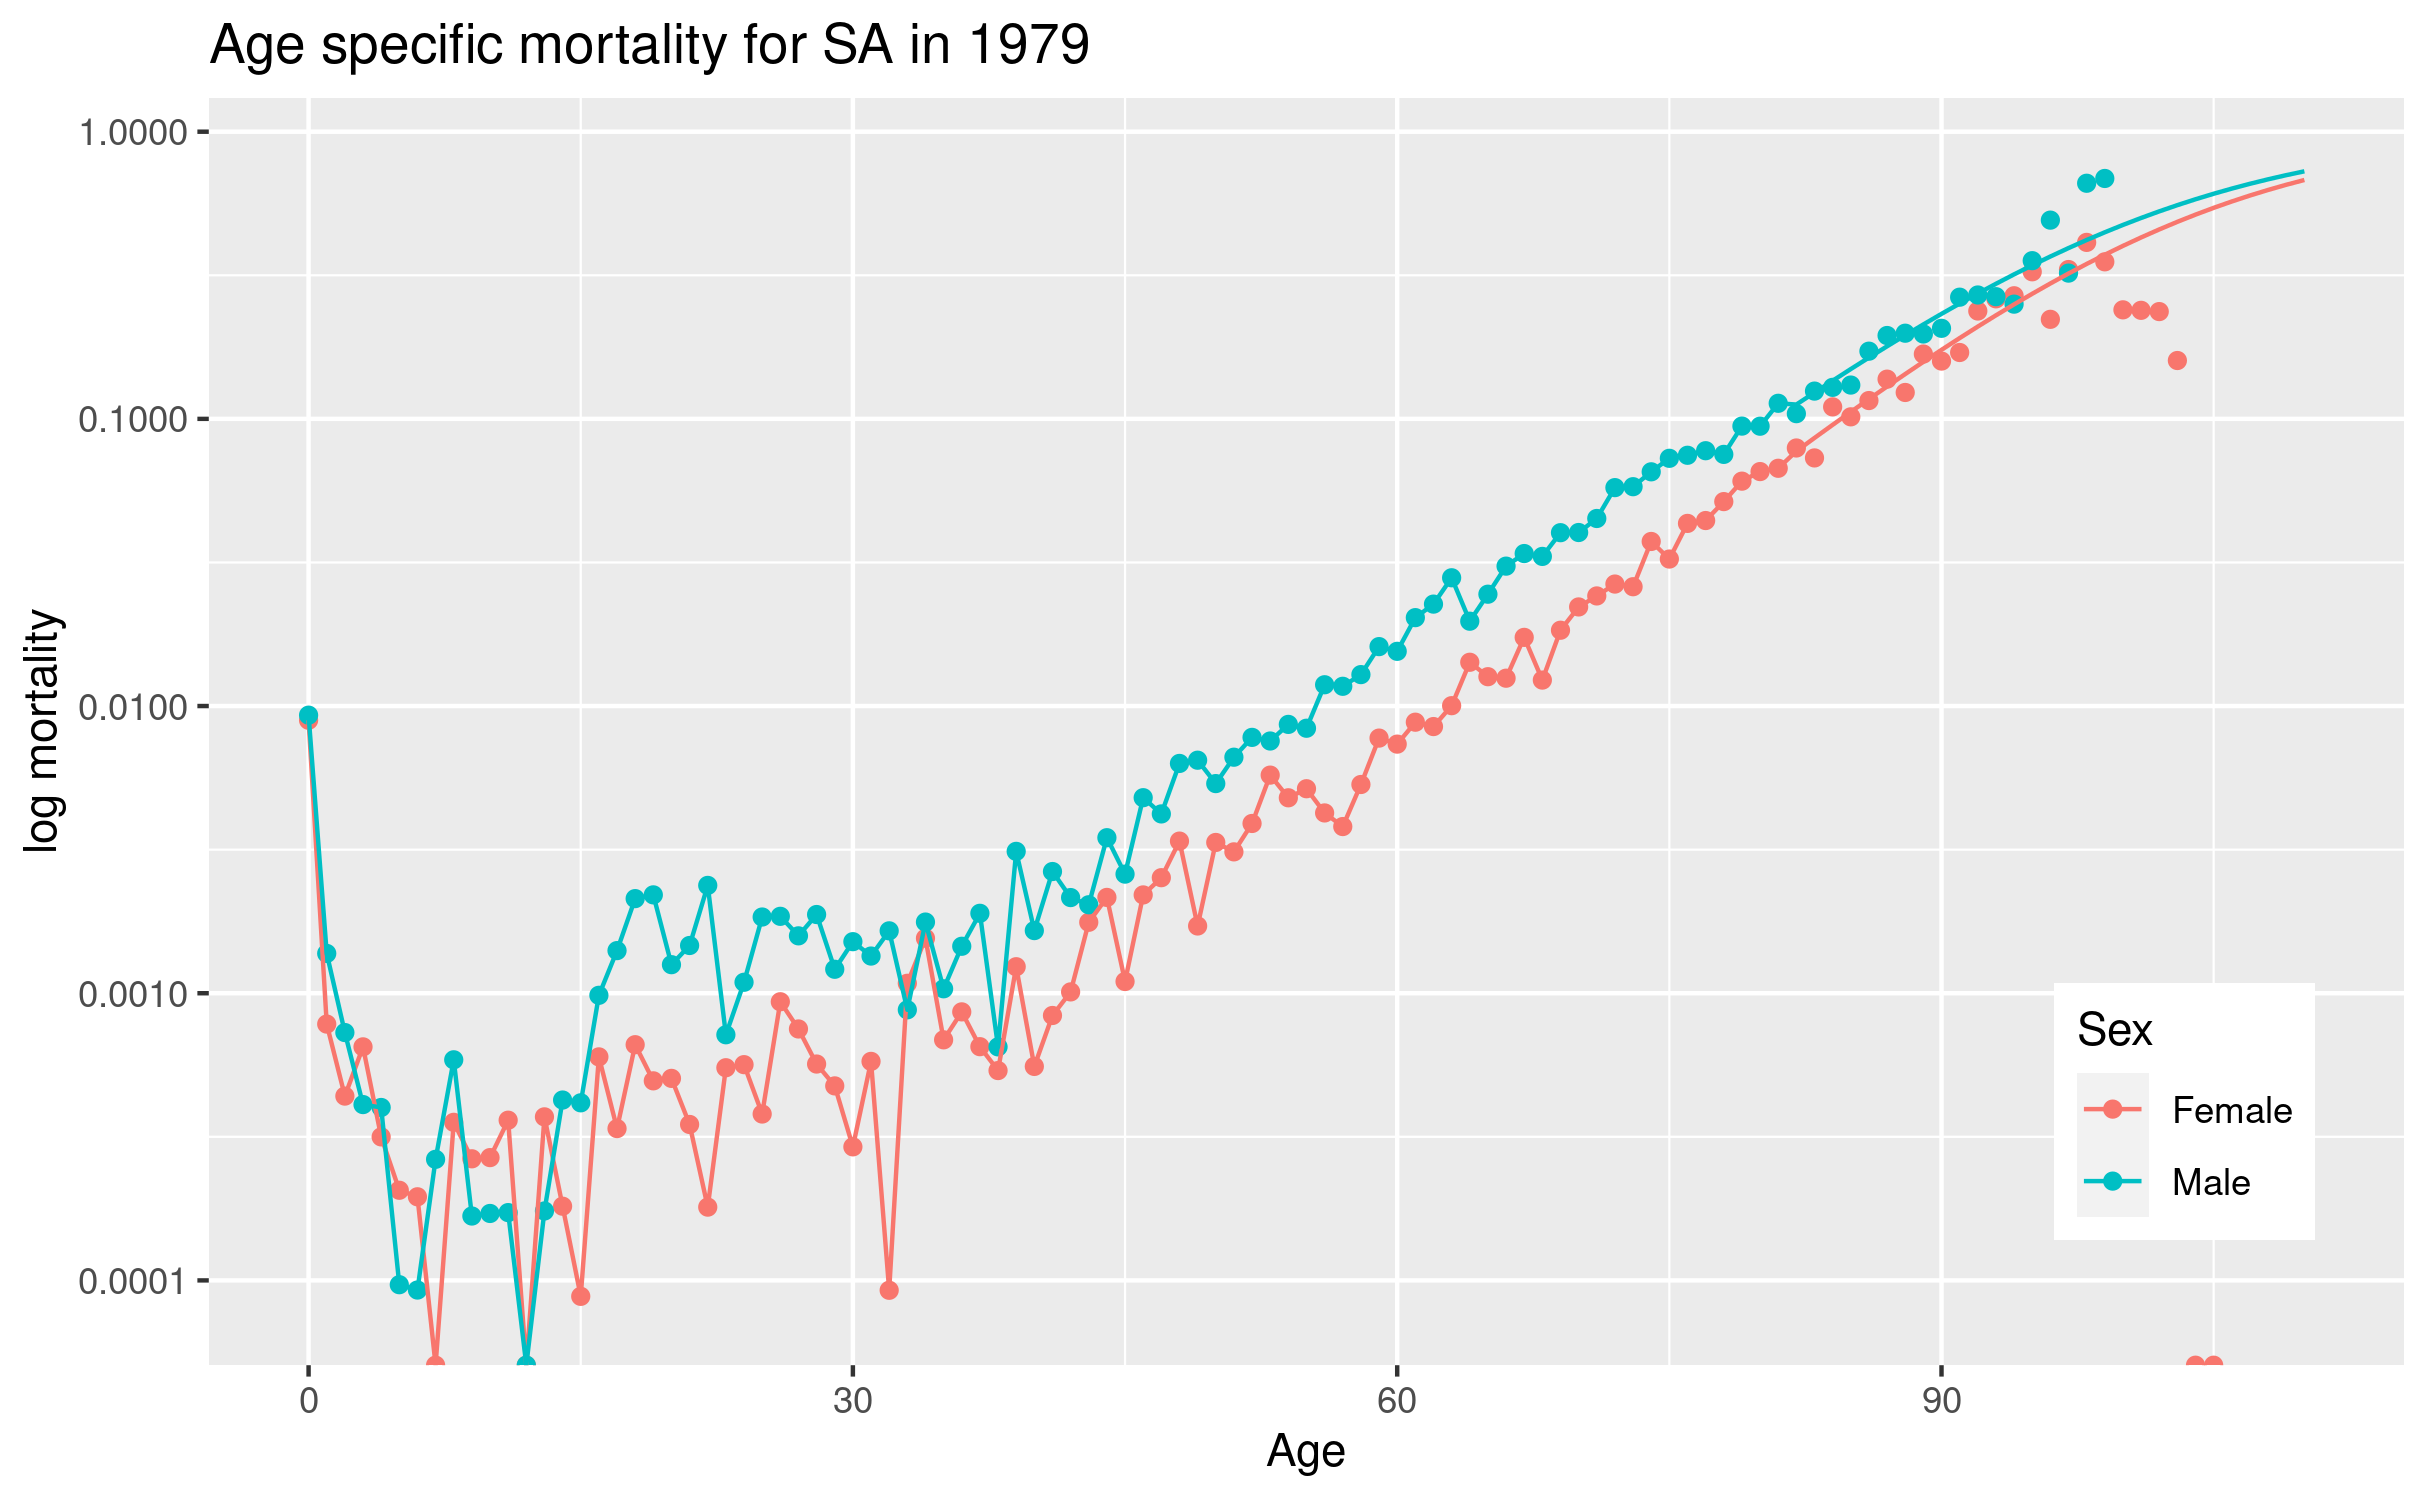 Age specific mortality for SA in 1979
1.0000
0.1000
0.0100
0.0010
0.0001
log mortality
0 30 60 90
Age
Sex
Female
Male